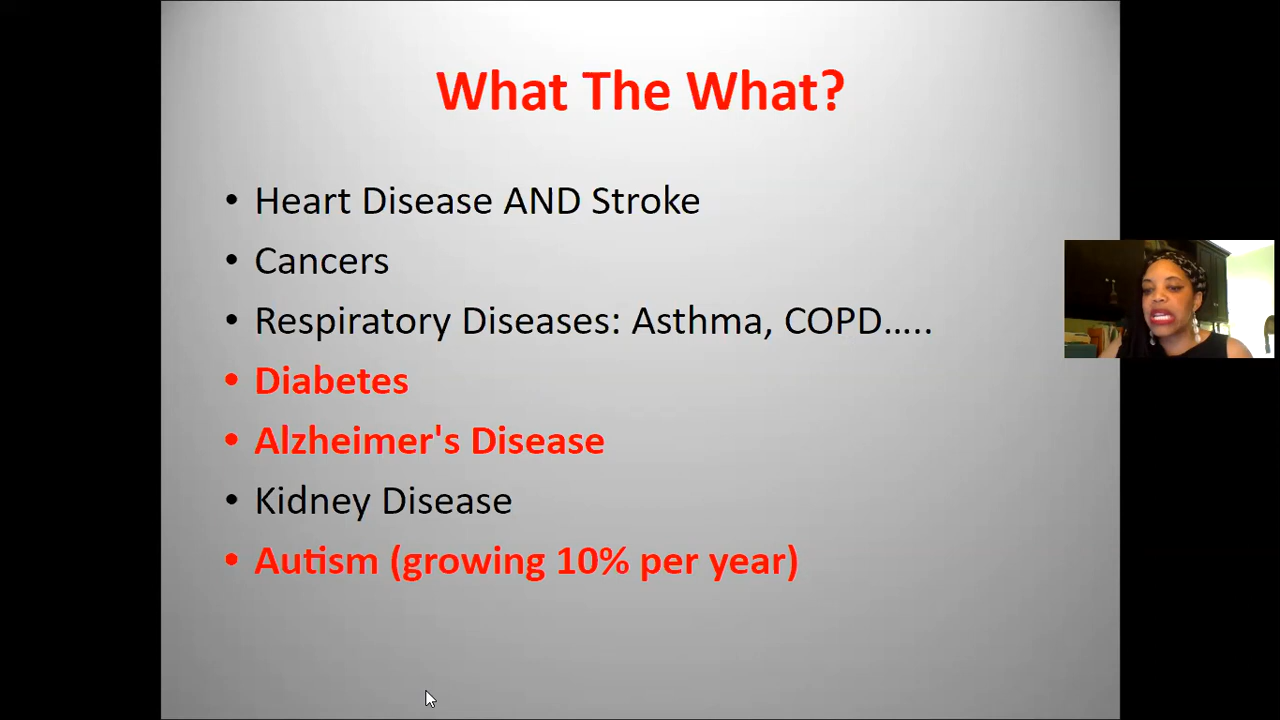 What The What?
• Heart Disease AND Stroke
• Cancers
• Respiratory Diseases: Asthma, COPD…..
• Diabetes
• Alzheimer's Disease
• Kidney Disease
• Autism (growing 10% per year)